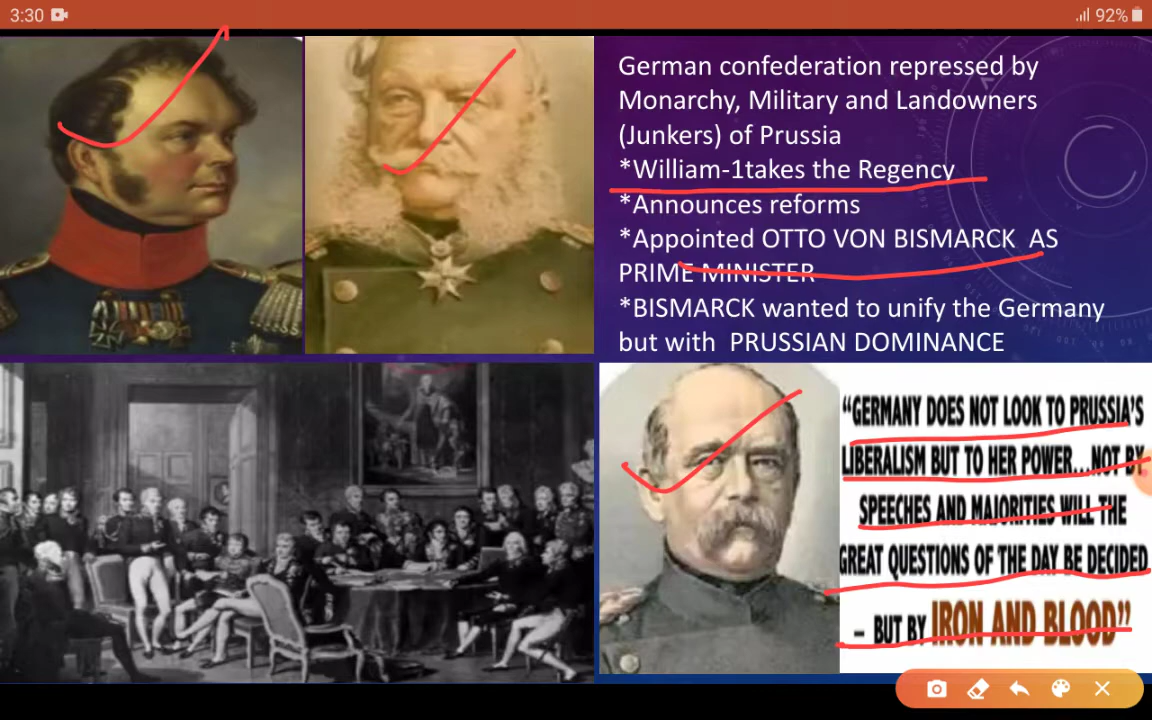 3:30
92%
German confederation repressed by
Monarchy, Military and Landowners
(Junkers) of Prussia
*William-1takes the Regency
*Announces reforms
*Appointed OTTO VON BISMARCK  AS
PRIME MINISTER
*BISMARCK wanted to unify the Germany
but with  PRUSSIAN DOMINANCE
“GERMANY DOES NOT LOOK TO PRUSSIA'S
LIBERALISM BUT TO HER POWER...NOT BY
SPEECHES AND MAJORITIES WILL THE
GREAT QUESTIONS OF THE DAY BE DECIDED
– BUT BY IRON AND BLOOD”